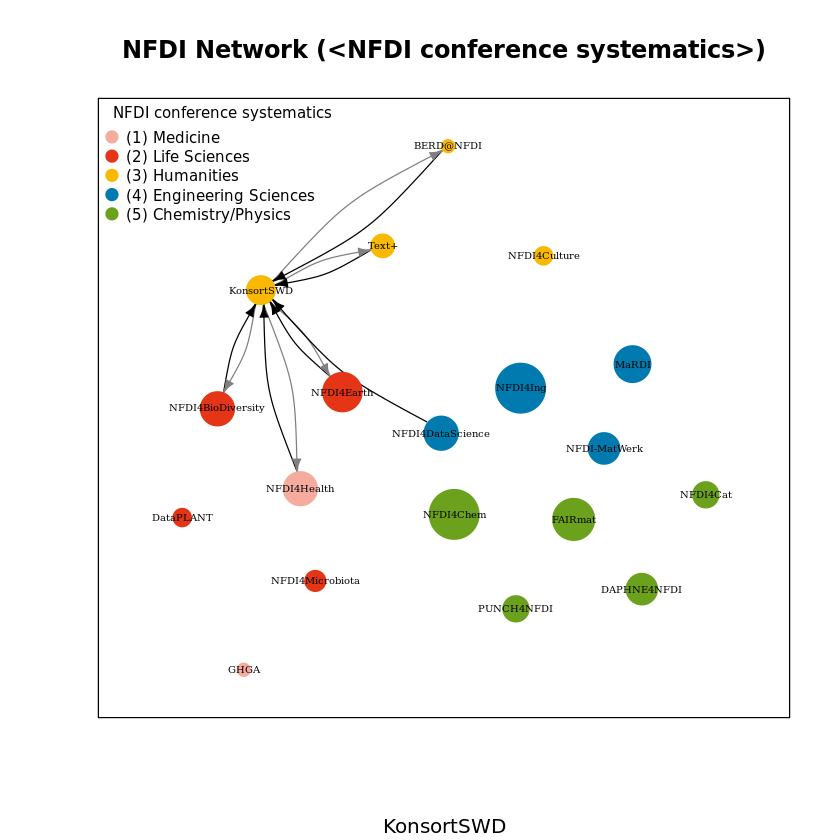 NFDI Network (<NFDI conference systematics>)
NFDI conference systematics
(1) Medicine
(2) Life Sciences
(3) Humanities
(4) Engineering Sciences
(5) Chemistry/Physics
BERD@NFDI
Text+
NFDI4Culture
KonsortSWD
MaRDI
NFDI4Ing
NFDI4Earth
NFDI4BioDiversity
NFDI4DataScience
NFDI-MatWerk
NFDI4Health
NFDI4Cat
NFDI4Chem
DataPLANT
FAIRmat
NFDI4Microbiota
DAPHNE4NFDI
PUNCH4NFDI
GHGA
KonsortSWD